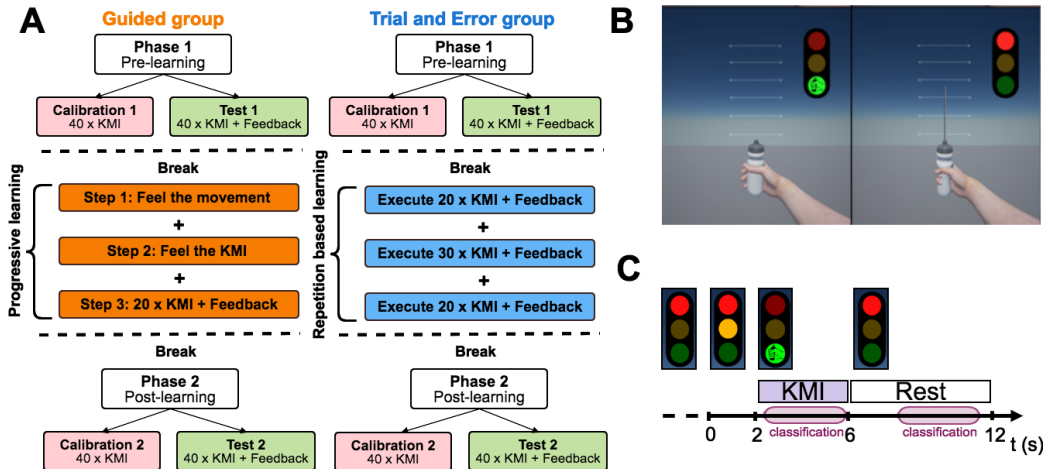 A
Guided group
Phase 1
Pre-learning
Calibration 1
40 x KMI
Test 1
40 x KMI + Feedback
Break
Progressive learning
Step 1: Feel the movement
+
Step 2: Feel the KMI
+
Step 3: 20 x KMI + Feedback
Break
Phase 2
Post-learning
Calibration 2
40 x KMI
Test 2
40 x KMI + Feedback
Trial and Error group
Phase 1
Pre-learning
Calibration 1
40 x KMI
Test 1
40 x KMI + Feedback
Break
Repetition based learning
Execute 20 x KMI + Feedback
+
Execute 30 x KMI + Feedback
+
Execute 20 x KMI + Feedback
Break
Phase 2
Post-learning
Calibration 2
40 x KMI
Test 2
40 x KMI + Feedback
B
C
KMI
Rest
classification
classification
0 2 6 12 t (s)